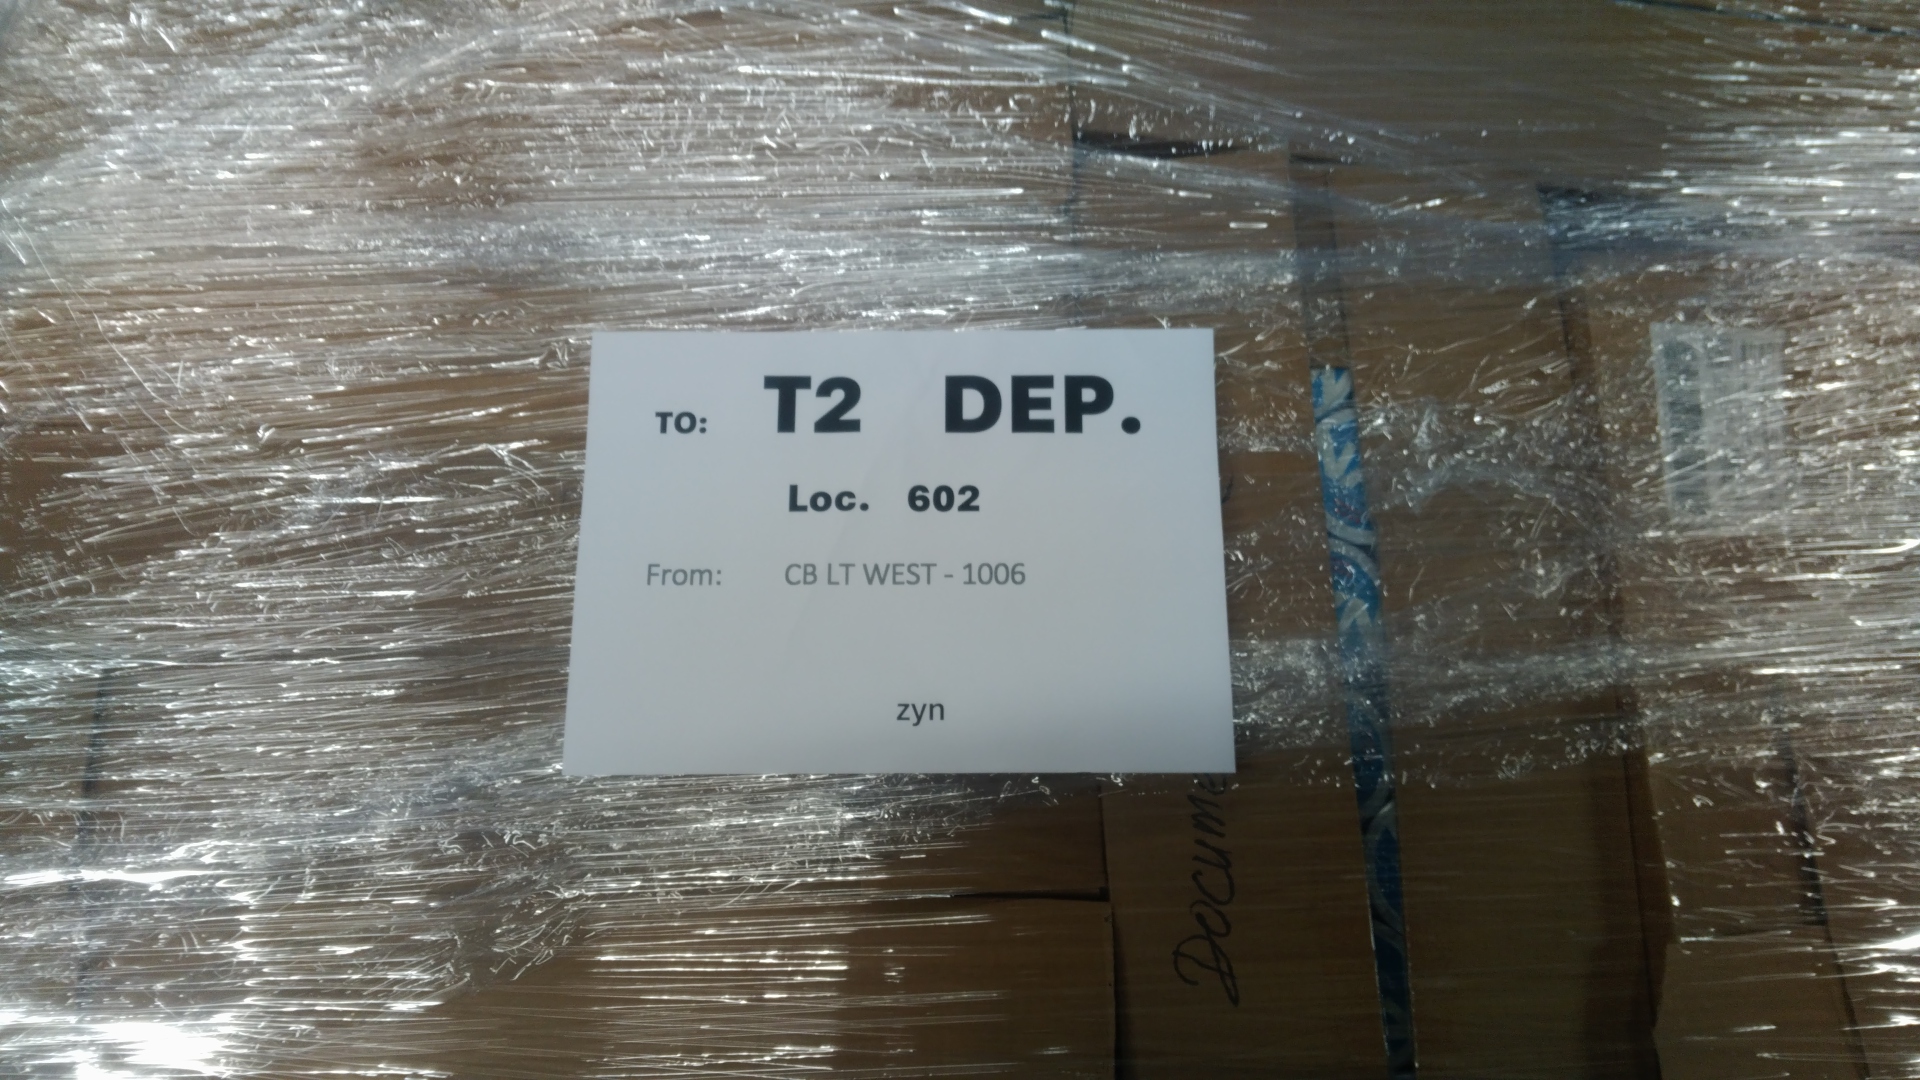 TO: T2 DEP.
Loc. 602
From: CB LT WEST - 1006
zyn